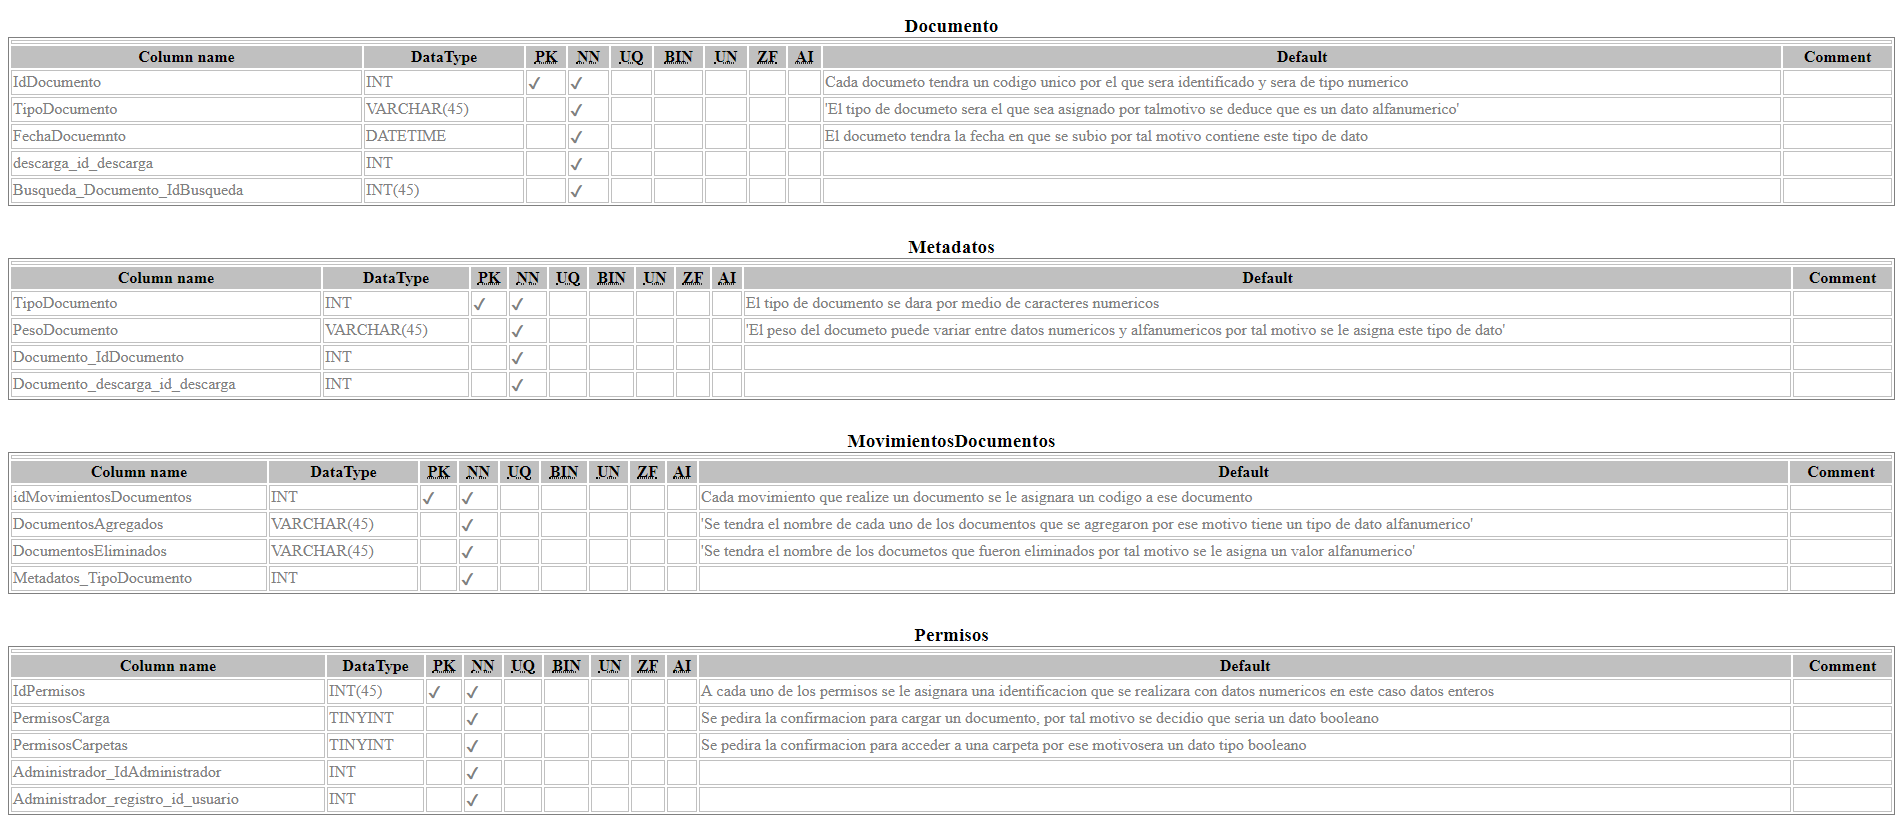 Documento
Column name DataType PK NN UQ BIN UN ZF AI Default Comment
IdDocumento INT ✓ ✓ Cada documeto tendra un codigo unico por el que sera identificado y sera de tipo numerico
TipoDocumento VARCHAR(45) ✓ 'El tipo de documeto sera el que sea asignado por talmotivo se deduce que es un dato alfanumerico'
FechaDocuemnto DATETIME ✓ El documeto tendra la fecha en que se subio por tal motivo contiene este tipo de dato
descarga_id_descarga INT ✓
Busqueda_Documento_IdBusqueda INT(45) ✓
Metadatos
Column name DataType PK NN UQ BIN UN ZF AI Default Comment
TipoDocumento INT ✓ ✓ El tipo de documento se dara por medio de caracteres numericos
PesoDocumento VARCHAR(45) ✓ 'El peso del documeto puede variar entre datos numericos y alfanumericos por tal motivo se le asigna este tipo de dato'
Documento_IdDocumento INT ✓
Documento_descarga_id_descarga INT ✓
MovimientosDocumentos
Column name DataType PK NN UQ BIN UN ZF AI Default Comment
idMovimientosDocumentos INT ✓ ✓ Cada movimiento que realize un documento se le asignara un codigo a ese documento
DocumentosAgregados VARCHAR(45) ✓ 'Se tendra el nombre de cada uno de los documentos que se agregaron por ese motivo tiene un tipo de dato alfanumerico'
DocumentosEliminados VARCHAR(45) ✓ 'Se tendra el nombre de los documetos que fueron eliminados por tal motivo se le asigna un valor alfanumerico'
Metadatos_TipoDocumento INT ✓
Permisos
Column name DataType PK NN UQ BIN UN ZF AI Default Comment
IdPermisos INT(45) ✓ ✓ A cada uno de los permisos se le asignara una identificacion que se realizara con datos numericos en este caso datos enteros
PermisosCarga TINYINT ✓ Se pedira la confirmacion para cargar un documento, por tal motivo se decidio que seria un dato booleano
PermisosCarpetas TINYINT ✓ Se pedira la confirmacion para acceder a una carpeta por ese motivosera un dato tipo booleano
Administrador_IdAdministrador INT ✓
Administrador_registro_id_usuario INT ✓